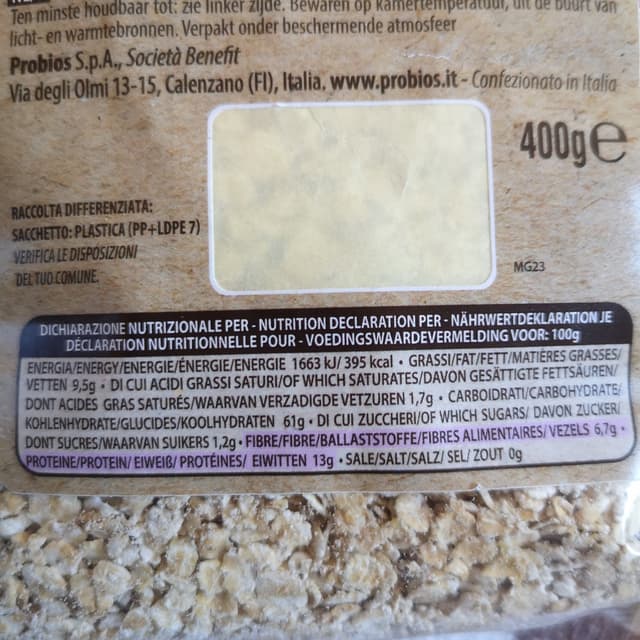 Ten minste houdbaar tot: zie linker zijde. Bewaren op kamertemperatuur, uit de buurt van
licht- en warmtebronnen. Verpakt onder beschermende atmosfeer
Probios S.p.A., Società Benefit
Via degli Olmi 13-15, Calenzano (FI), Italia, www.probios.it - Confezionato in Italia
400g e
RACCOLTA DIFFERENZIATA:
SACCHETTO: PLASTICA (PP+LDPE 7)
VERIFICA LE DISPOSIZIONI
DEL TUO COMUNE.
MG23
DICHIARAZIONE NUTRIZIONALE PER - NUTRITION DECLARATION PER - NÄHRWERTDEKLARATION JE
DÉCLARATION NUTRITIONNELLE POUR - VOEDINGSWAARDEVERMELDING VOOR: 100g
ENERGIA/ENERGY/ENERGIE/ÉNERGIE/ENERGIE 1663 kJ/ 395 kcal • GRASSI/FAT/FETT/MATIÈRES GRASSES/
VETTEN 9,5g • DI CUI ACIDI GRASSI SATURI/OF WHICH SATURATES/DAVON GESÄTTIGTE FETTSÄUREN/
DONT ACIDES GRAS SATURÉS/WAARVAN VERZADIGDE VETZUREN 1,7g • CARBOIDRATI/CARBOHYDRATE/
KOHLENHYDRATE/GLUCIDES/KOOLHYDRATEN 61g • DI CUI ZUCCHERI/OF WHICH SUGARS/ DAVON ZUCKER/
DONT SUCRES/WAARVAN SUIKERS 1,2g • FIBRE/FIBRE/BALLASTSTOFFE/FIBRES ALIMENTAIRES/ VEZELS 6,7g •
PROTEINE/PROTEIN/ EIWEIß/ PROTÉINES/ EIWITTEN 13g • SALE/SALT/SALZ/ SEL/ ZOUT 0g